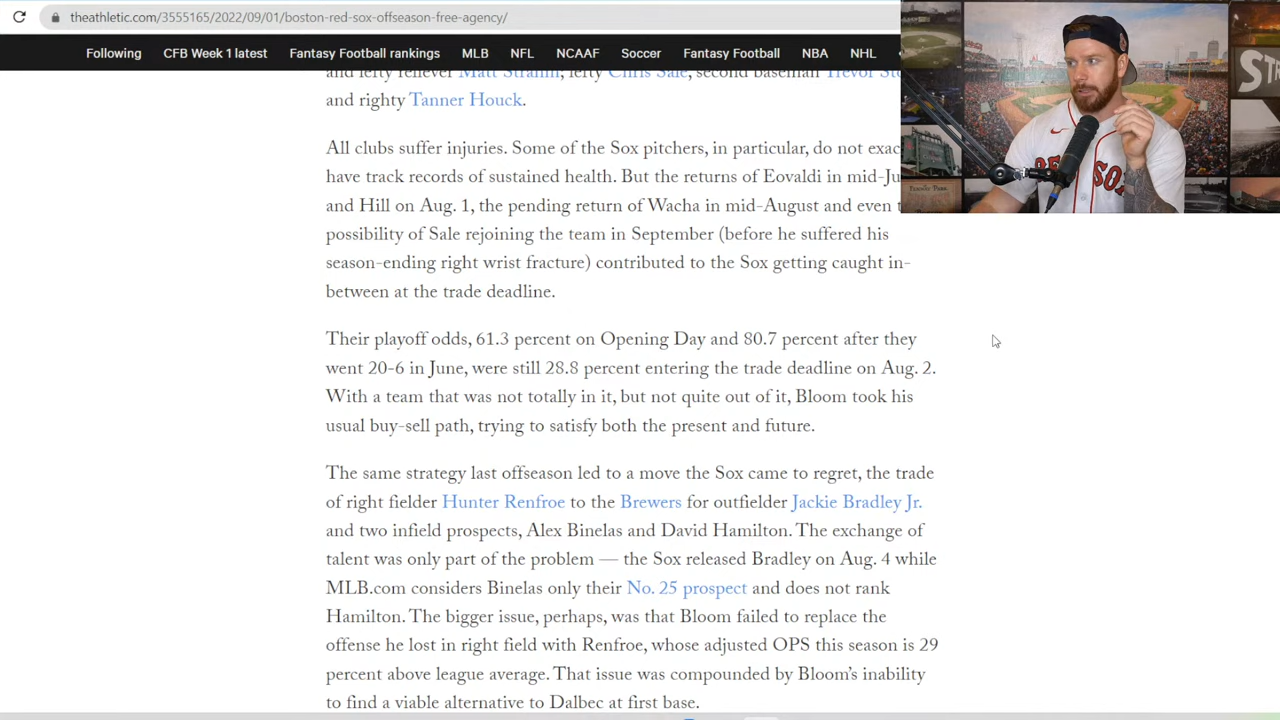 theathletic.com/3555165/2022/09/01/boston-red-sox-offseason-free-agency/
Following CFB Week 1 latest Fantasy Football rankings MLB NFL NCAAF Soccer Fantasy Football NBA NHL
and lefty reliever Matt Strahm, lefty Chris Sale, second baseman Trevor
and righty Tanner Houck.
All clubs suffer injuries. Some of the Sox pitchers, in particular, do not
have track records of sustained health. But the returns of Eovaldi in
and Hill on Aug. 1, the pending return of Wacha in mid-August and even
possibility of Sale rejoining the team in September (before he suffered his
season-ending right wrist fracture) contributed to the Sox getting caught in-
between at the trade deadline.
Their playoff odds, 61.3 percent on Opening Day and 80.7 percent after they
went 20-6 in June, were still 28.8 percent entering the trade deadline on Aug. 2.
With a team that was not totally in it, but not quite out of it, Bloom took his
usual buy-sell path, trying to satisfy both the present and future.
The same strategy last offseason led to a move the Sox came to regret, the trade
of right fielder Hunter Renfroe to the Brewers for outfielder Jackie Bradley Jr.
and two infield prospects, Alex Binelas and David Hamilton. The exchange of
talent was only part of the problem — the Sox released Bradley on Aug. 4 while
MLB.com considers Binelas only their No. 25 prospect and does not rank
Hamilton. The bigger issue, perhaps, was that Bloom failed to replace the
offense he lost in right field with Renfroe, whose adjusted OPS this season is 29
percent above league average. That issue was compounded by Bloom's inability
to find a viable alternative to Dalbec at first base.